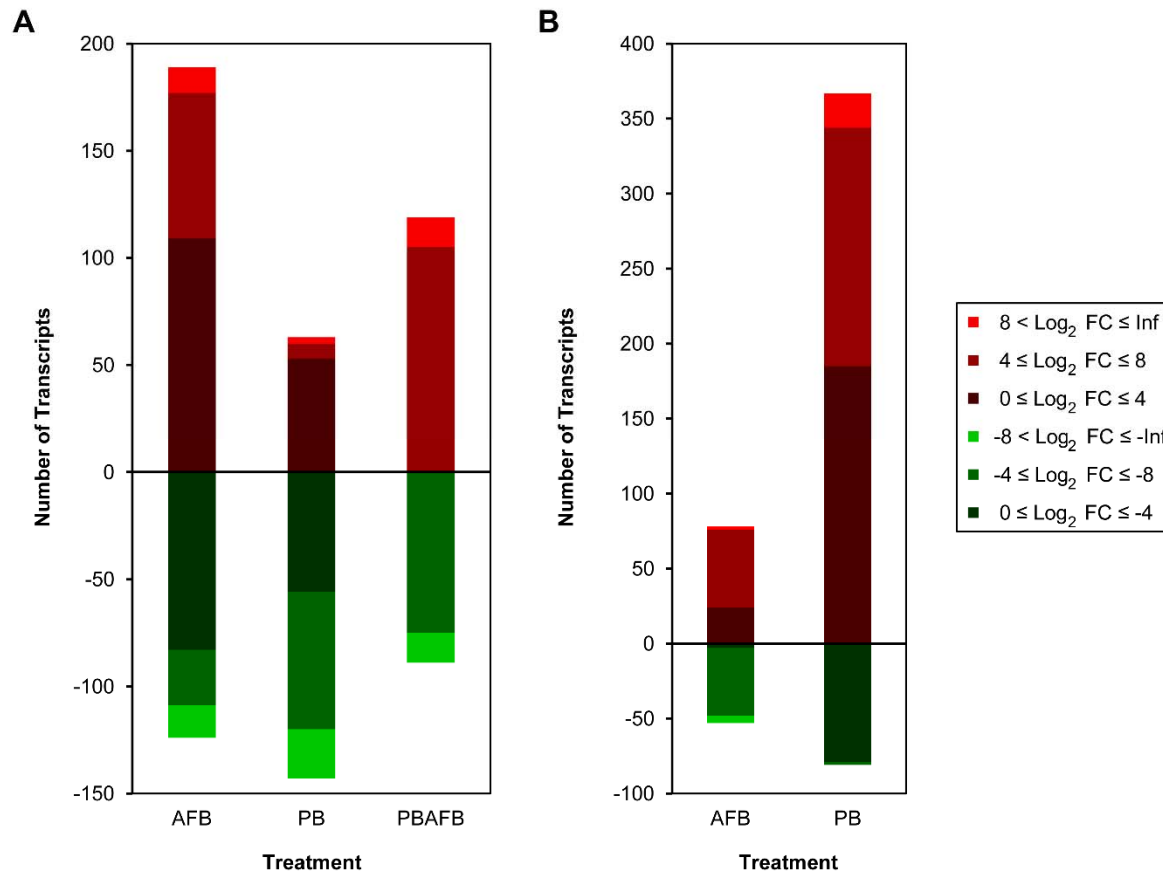 A
Number of Transcripts
200
150
100
50
0
-50
-100
-150
AFB PB PBAFB
Treatment
B
Number of Transcripts
400
350
300
250
200
150
100
50
0
-50
-100
AFB PB
Treatment
8 < Log₂ FC ≤ Inf
4 ≤ Log₂ FC ≤ 8
0 ≤ Log₂ FC ≤ 4
-8 < Log₂ FC ≤ -Inf
-4 ≤ Log₂ FC ≤ -8
0 ≤ Log₂ FC ≤ -4